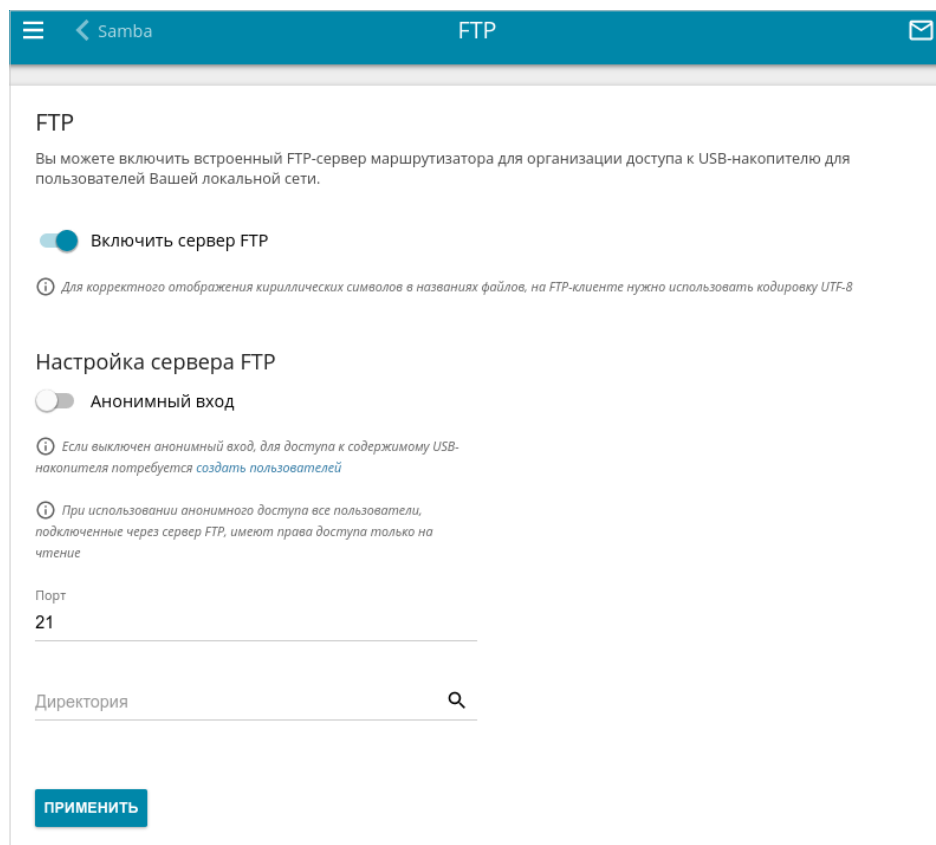 Samba
FTP
FTP
Вы можете включить встроенный FTP-сервер маршрутизатора для организации доступа к USB-накопителю для
пользователей Вашей локальной сети.
Включить сервер FTP
Для корректного отображения кириллических символов в названиях файлов, на FTP-клиенте нужно использовать кодировку UTF-8
Настройка сервера FTP
Анонимный вход
Если выключен анонимный вход, для доступа к содержимому USB-
накопителя потребуется создать пользователей
При использовании анонимного доступа все пользователи,
подключенные через сервер FTP, имеют права доступа только на
чтение
Порт
21
Директория
ПРИМЕНИТЬ